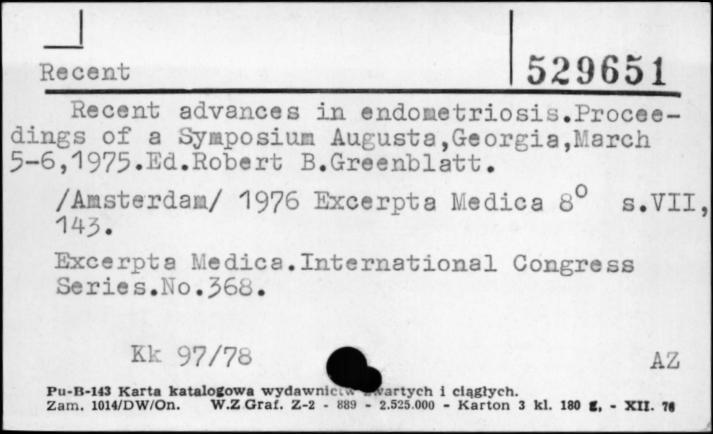 529651
Recent
Recent advances in endometriosis.Procee-
dings of a Symposium Augusta,Georgia,March
5-6,1975.Ed.Robert B.Greenblatt.
/Amsterdam/ 1976 Excerpta Medica 8° s.VII,
143.
Excerpta Medica.International Congress
Series.No.368.
Kk 97/78
AZ
Pu-B-143 Karta katalogowa wydawnictw zwartych i ciągłych.
Zam. 1014/DW/On. W.Z Graf. Z-2 - 889 - 2.525.000 - Karton 3 kl. 180 g. - XII. 76